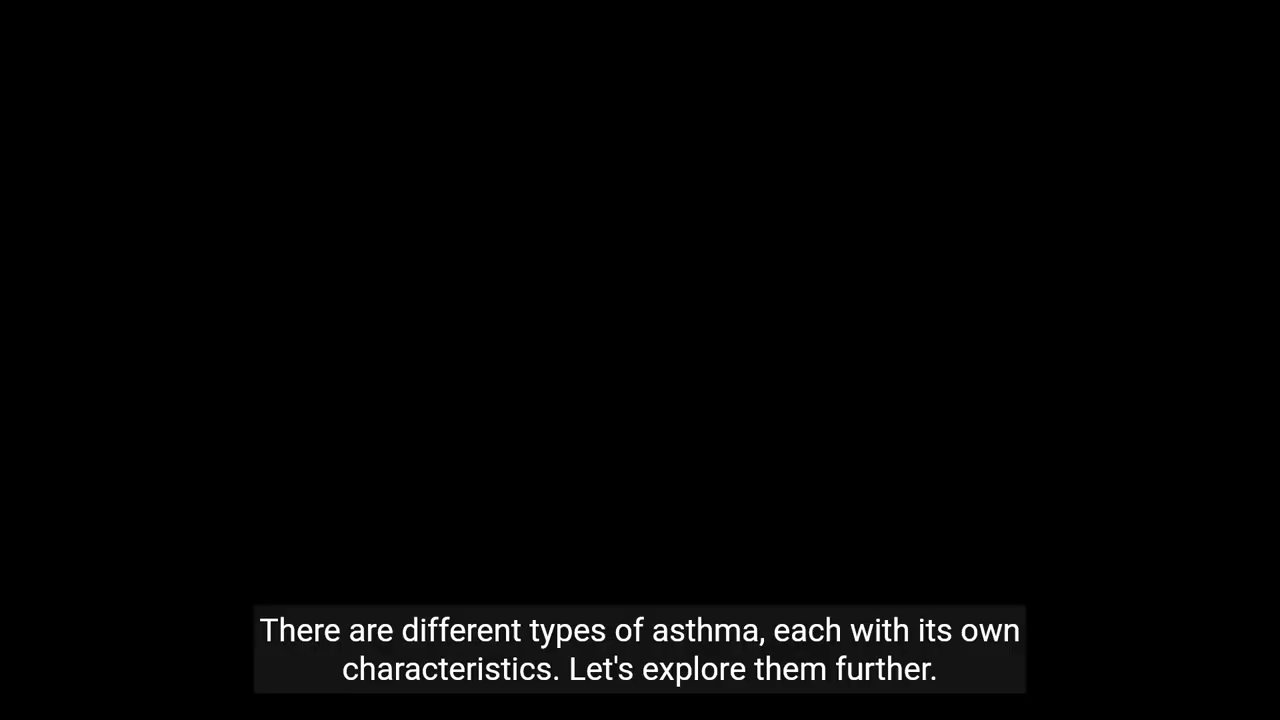 There are different types of asthma, each with its own
characteristics. Let's explore them further.